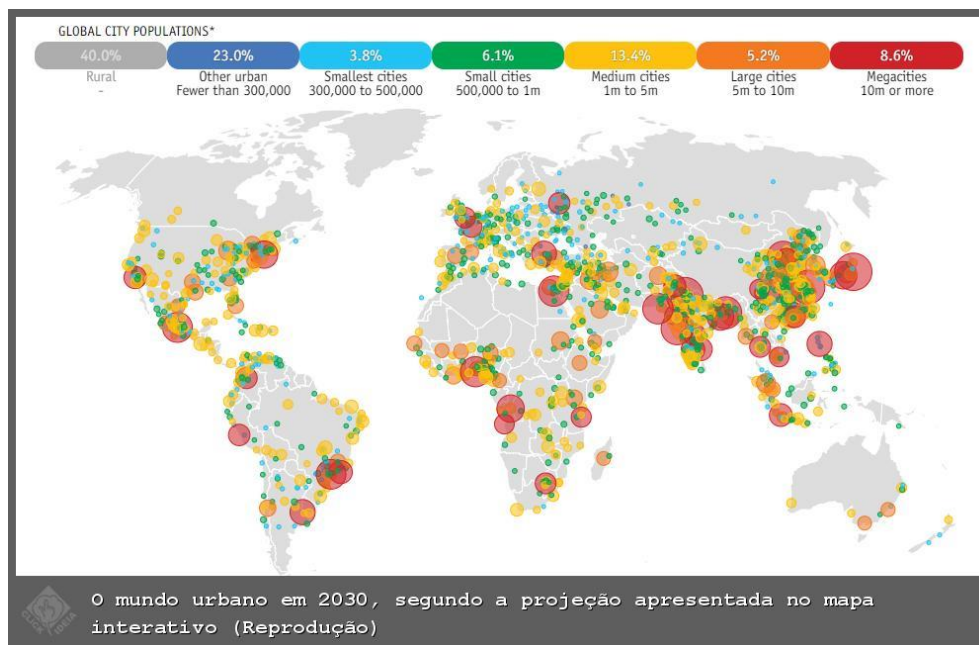 GLOBAL CITY POPULATIONS*
40.0% 23.0% 3.8% 6.1% 13.4% 5.2% 8.6%
Rural Other urban Smallest cities Small cities Medium cities Large cities Megacities
- Fewer than 300,000 300,000 to 500,000 500,000 to 1m 1m to 5m 5m to 10m 10m or more
O mundo urbano em 2030, segundo a projeção apresentada no mapa
interativo (Reprodução)
CLICK IDEIA